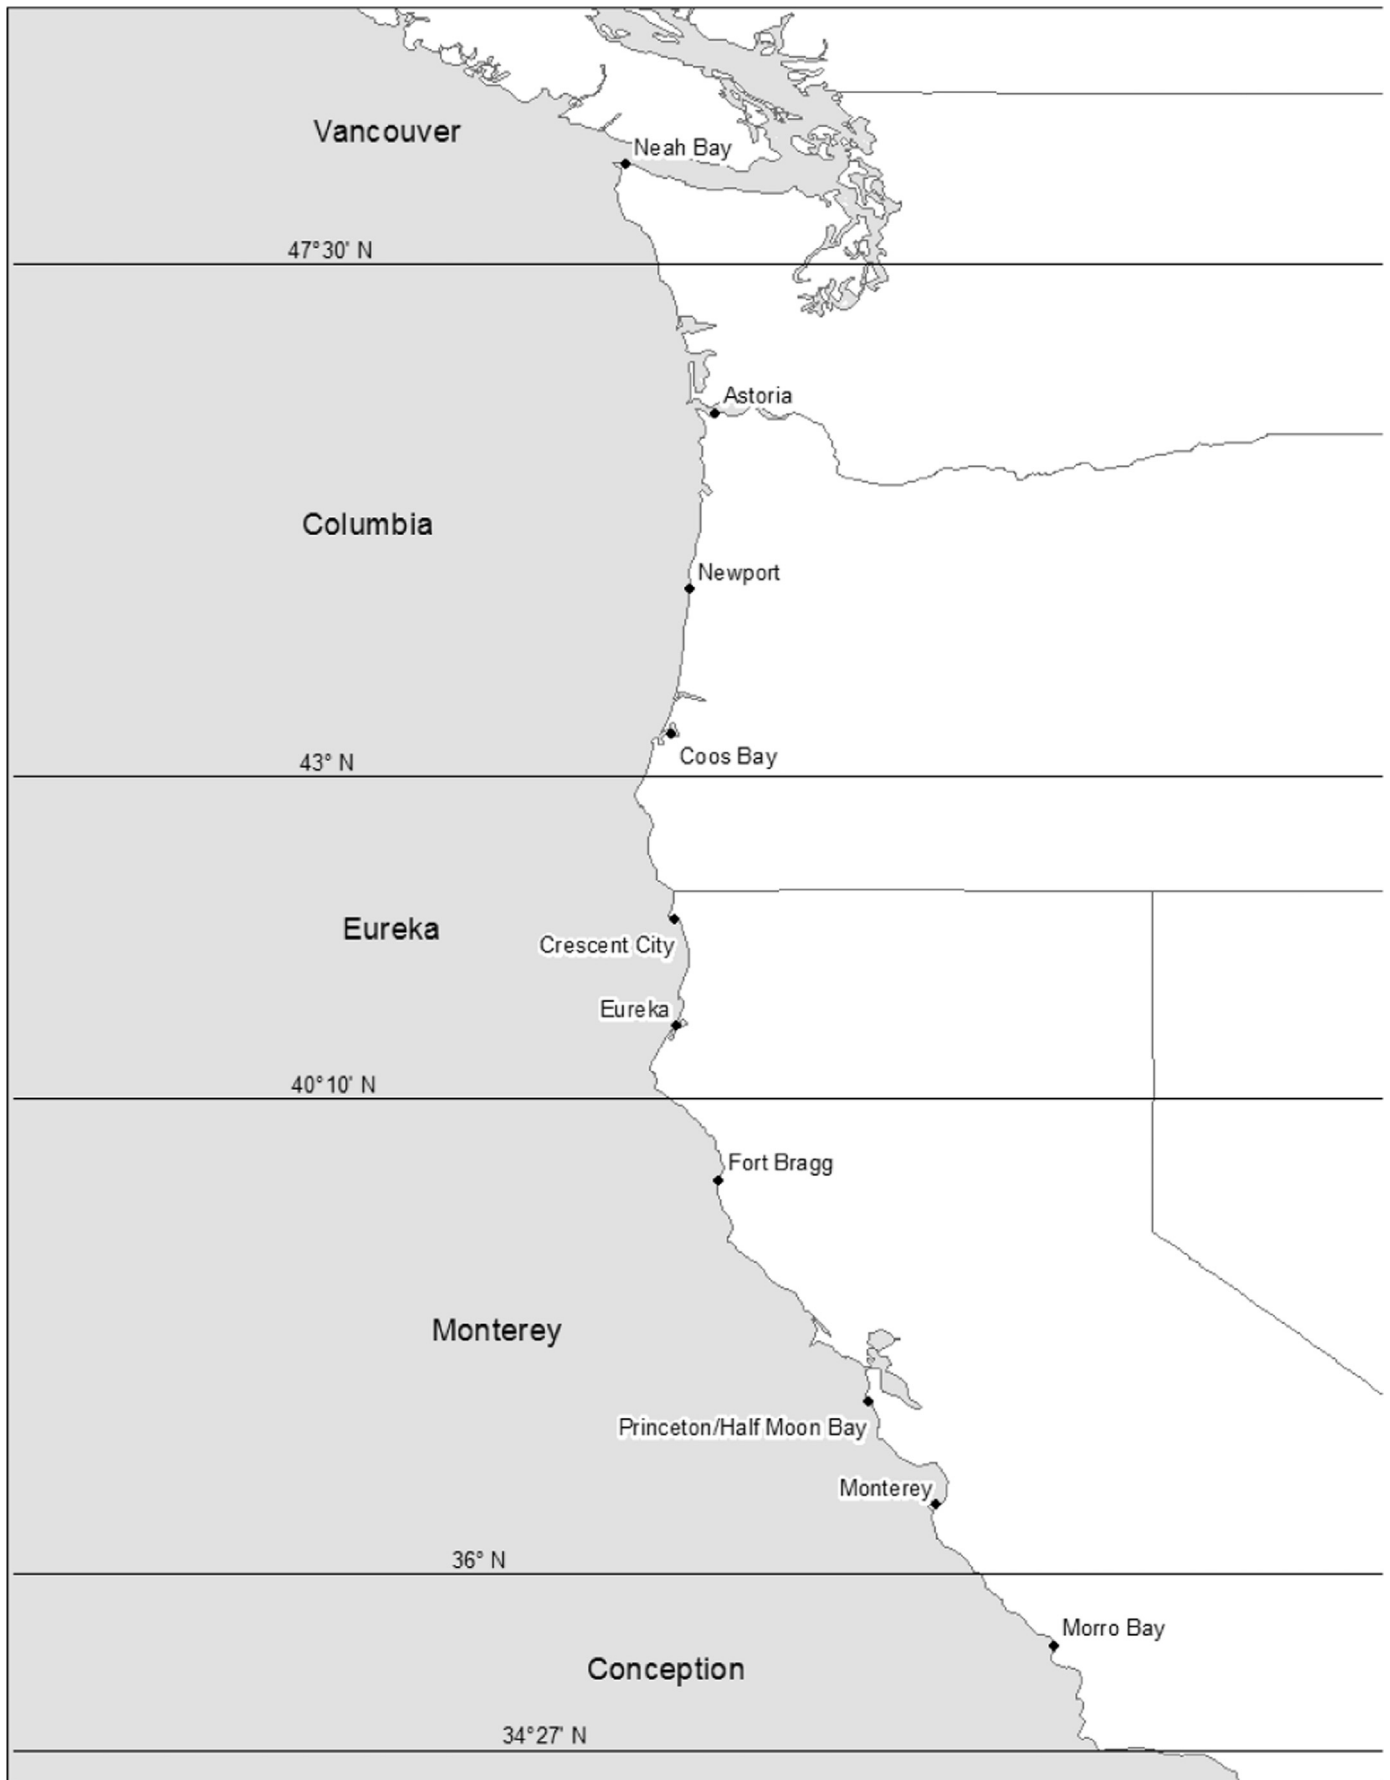 Vancouver
Neah Bay
47°30' N
Astoria
Columbia
Newport
Coos Bay
43° N
Eureka
Crescent City
Eureka
40°10' N
Fort Bragg
Monterey
Princeton/Half Moon Bay
Monterey
36° N
Morro Bay
Conception
34°27' N